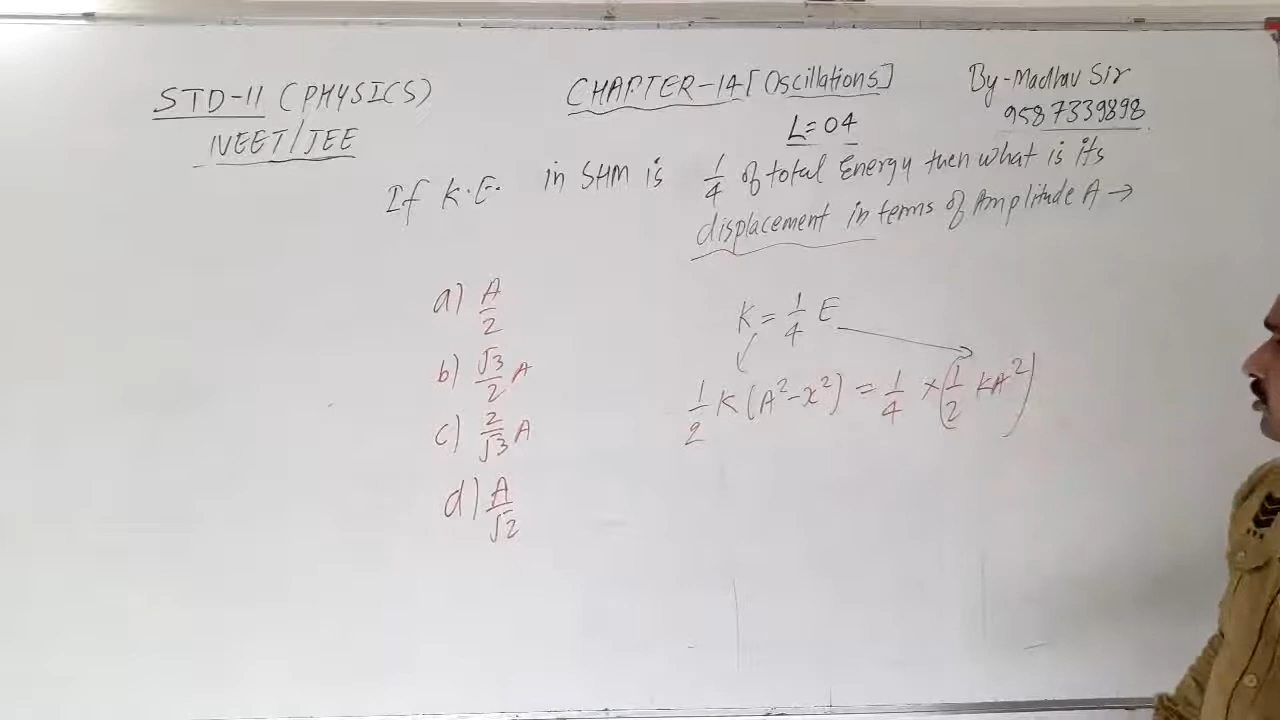 STD-11 (PHYSICS)
NEET/JEE
CHAPTER-14 [Oscillations]
L=04
By-Madhav Sir
9587339898
If K.E. in SHM is 1/4 of total Energy then what is its
displacement in terms of Amplitude A →
a) A/2
b) √3/2 A
c) 2/√3 A
d) A/√2
K = 1/4 E
1/2 K (A²-x²) = 1/4 × (1/2 KA²)